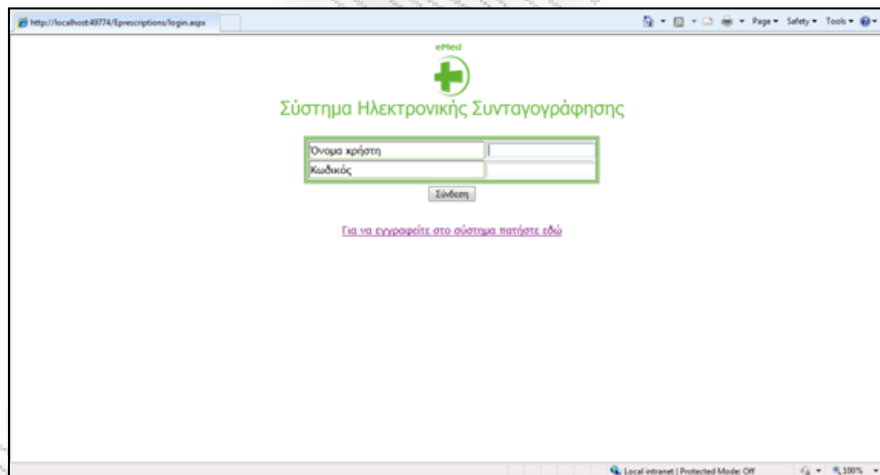 http://localhost:49774/Eprescriptions/login.aspx
Page Safety Tools
eMed
Σύστημα Ηλεκτρονικής Συνταγογράφησης
Όνομα χρήστη
Κωδικός
Σύνδεση
Για να εγγραφείτε στο σύστημα πατήστε εδώ
Local intranet | Protected Mode: Off 100%